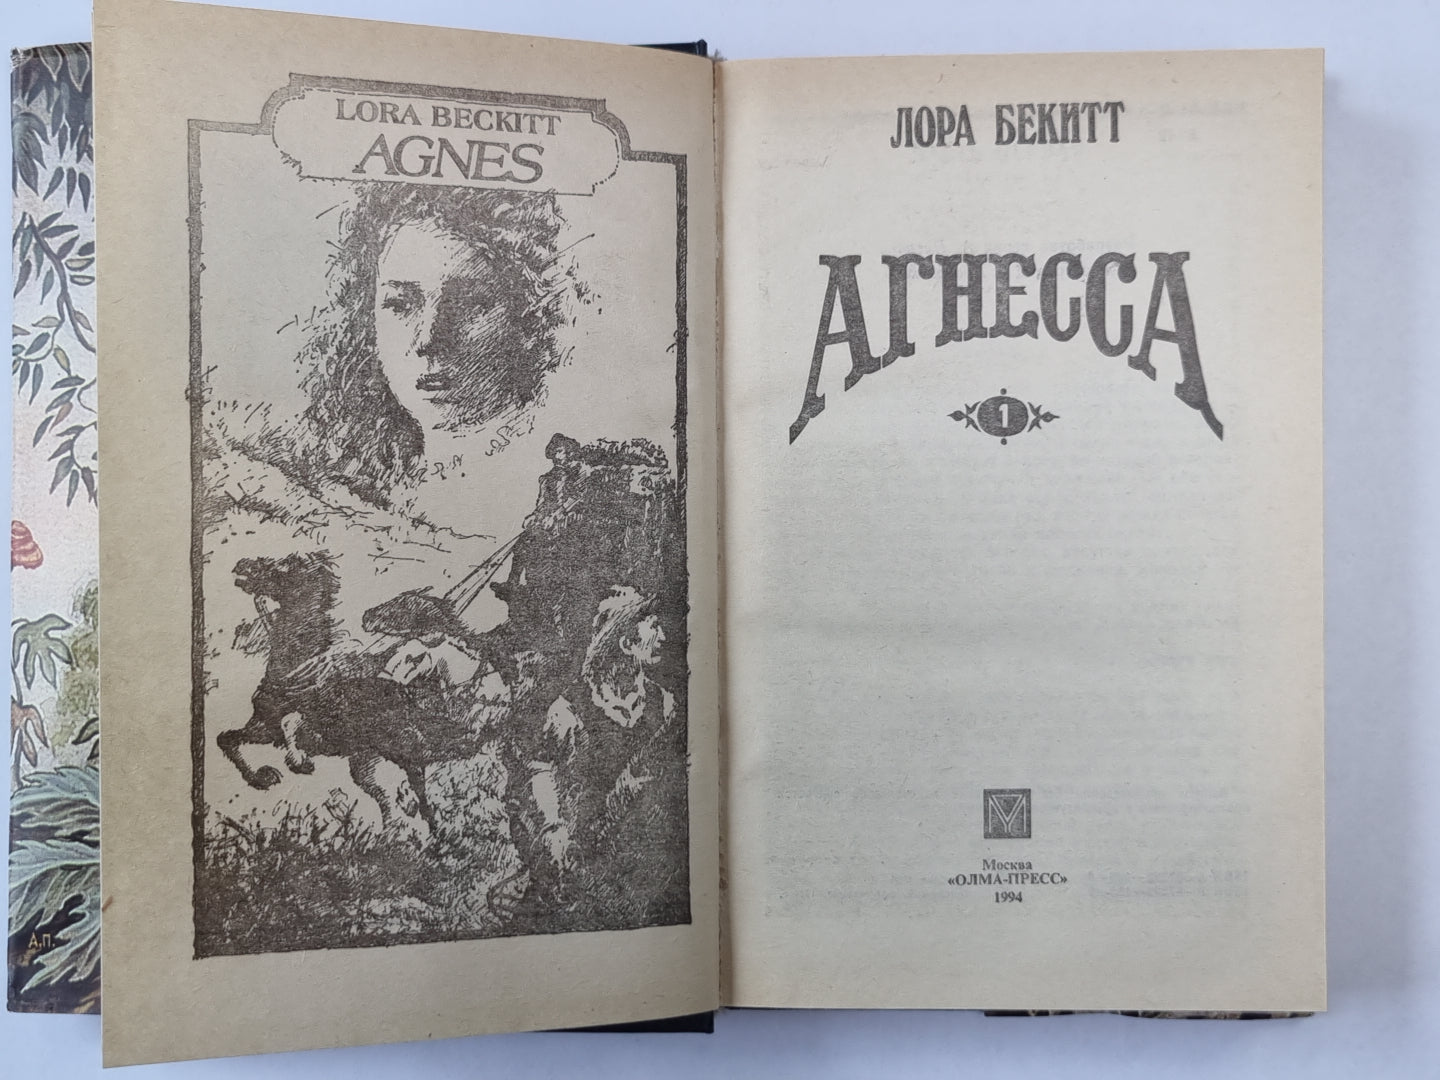 LORA BECKITT
AGNES
А.П.
ЛОРА БЕКИТТ
АГНЕССА
1
Москва
«ОЛМА-ПРЕСС»
1994